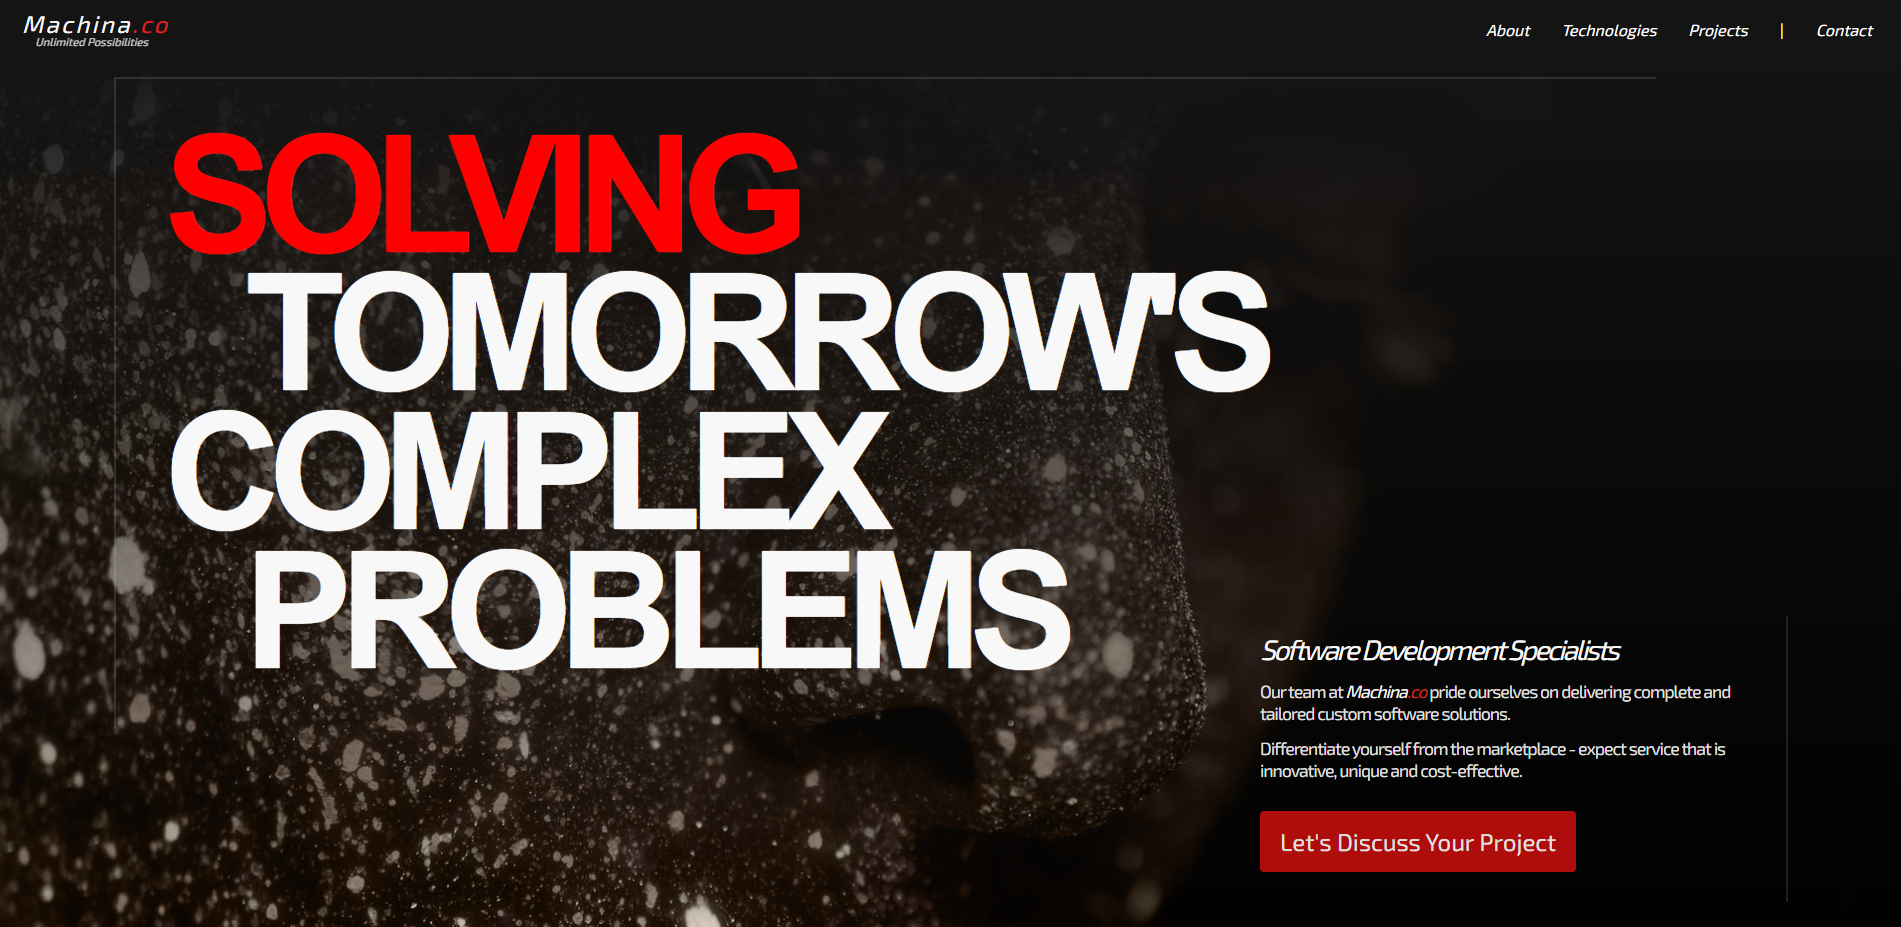 Machina.co
Unlimited Possibilities
About
Technologies
Projects
|
Contact
SOLVING
TOMORROW'S
COMPLEX
PROBLEMS
Software Development Specialists
Our team at Machina.co pride ourselves on delivering complete and
tailored custom software solutions.
Differentiate yourself from the marketplace - expect service that is
innovative, unique and cost-effective.
Let's Discuss Your Project